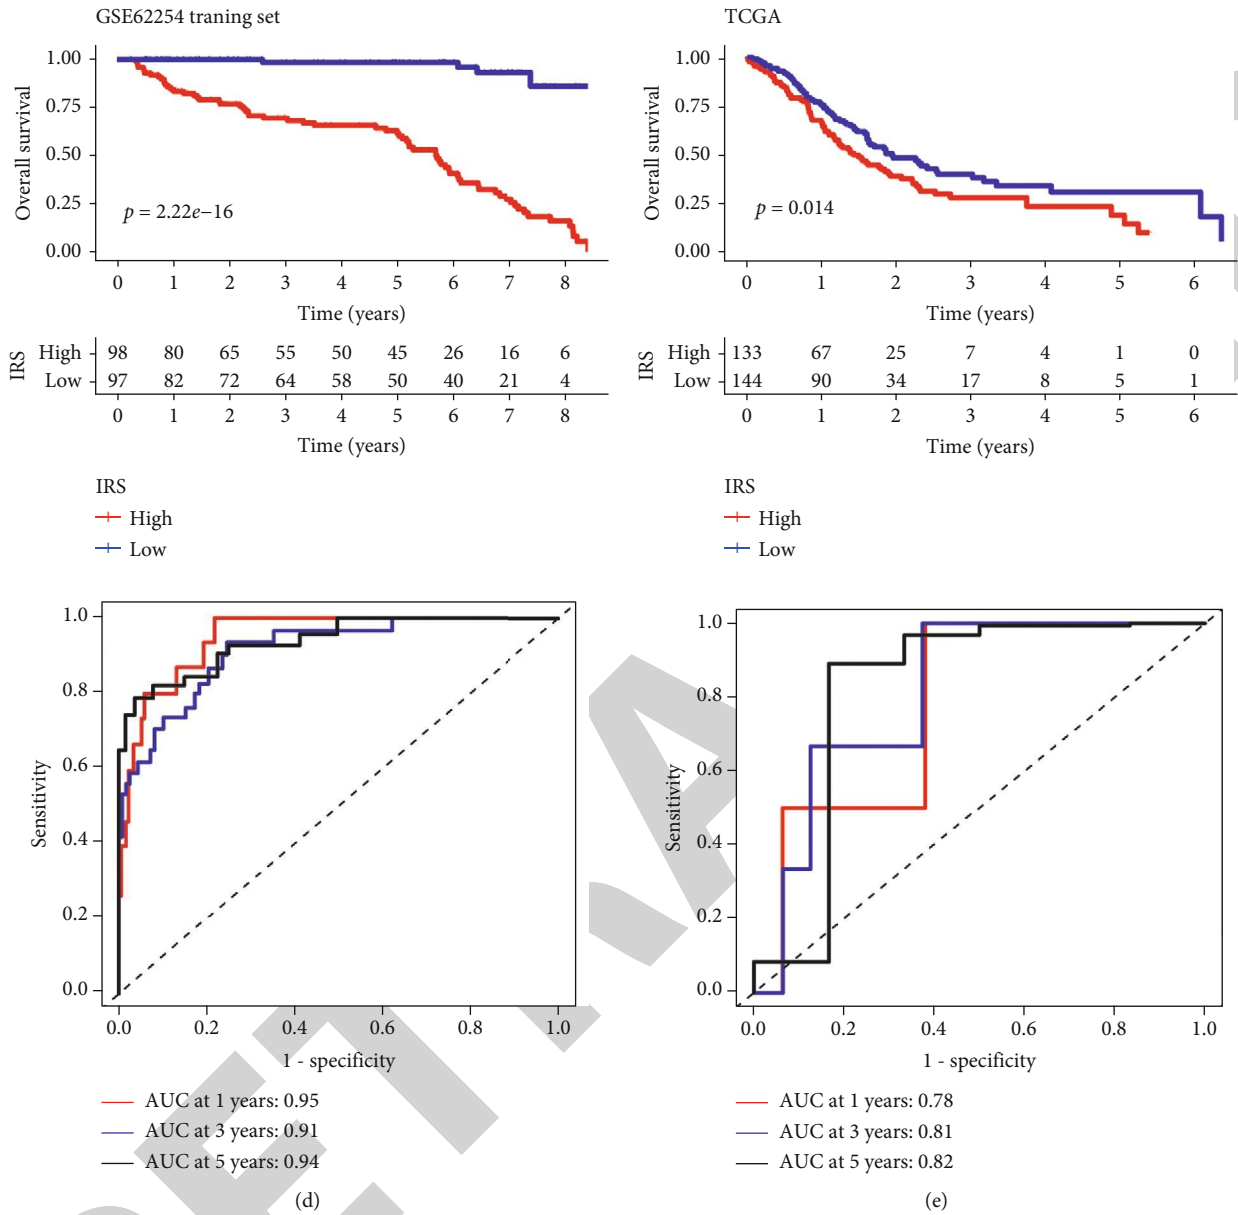 GSE62254 traning set
Overall survival
1.00
0.75
0.50
0.25
0.00
p = 2.22e−16
0 1 2 3 4 5 6 7 8
Time (years)
IRS
High 98 80 65 55 50 45 26 16 6
Low 97 82 72 64 58 50 40 21 4
0 1 2 3 4 5 6 7 8
Time (years)
IRS
High
Low
TCGA
Overall survival
1.00
0.75
0.50
0.25
0.00
p = 0.014
0 1 2 3 4 5 6
Time (years)
IRS
High 133 67 25 7 4 1 0
Low 144 90 34 17 8 5 1
0 1 2 3 4 5 6
Time (years)
IRS
High
Low
Sensitivity
1.0
0.8
0.6
0.4
0.2
0.0
0.0 0.2 0.4 0.6 0.8 1.0
1 - specificity
AUC at 1 years: 0.95
AUC at 3 years: 0.91
AUC at 5 years: 0.94
(d)
Sensitivity
1.0
0.8
0.6
0.4
0.2
0.0
0.0 0.2 0.4 0.6 0.8 1.0
1 - specificity
AUC at 1 years: 0.78
AUC at 3 years: 0.81
AUC at 5 years: 0.82
(e)